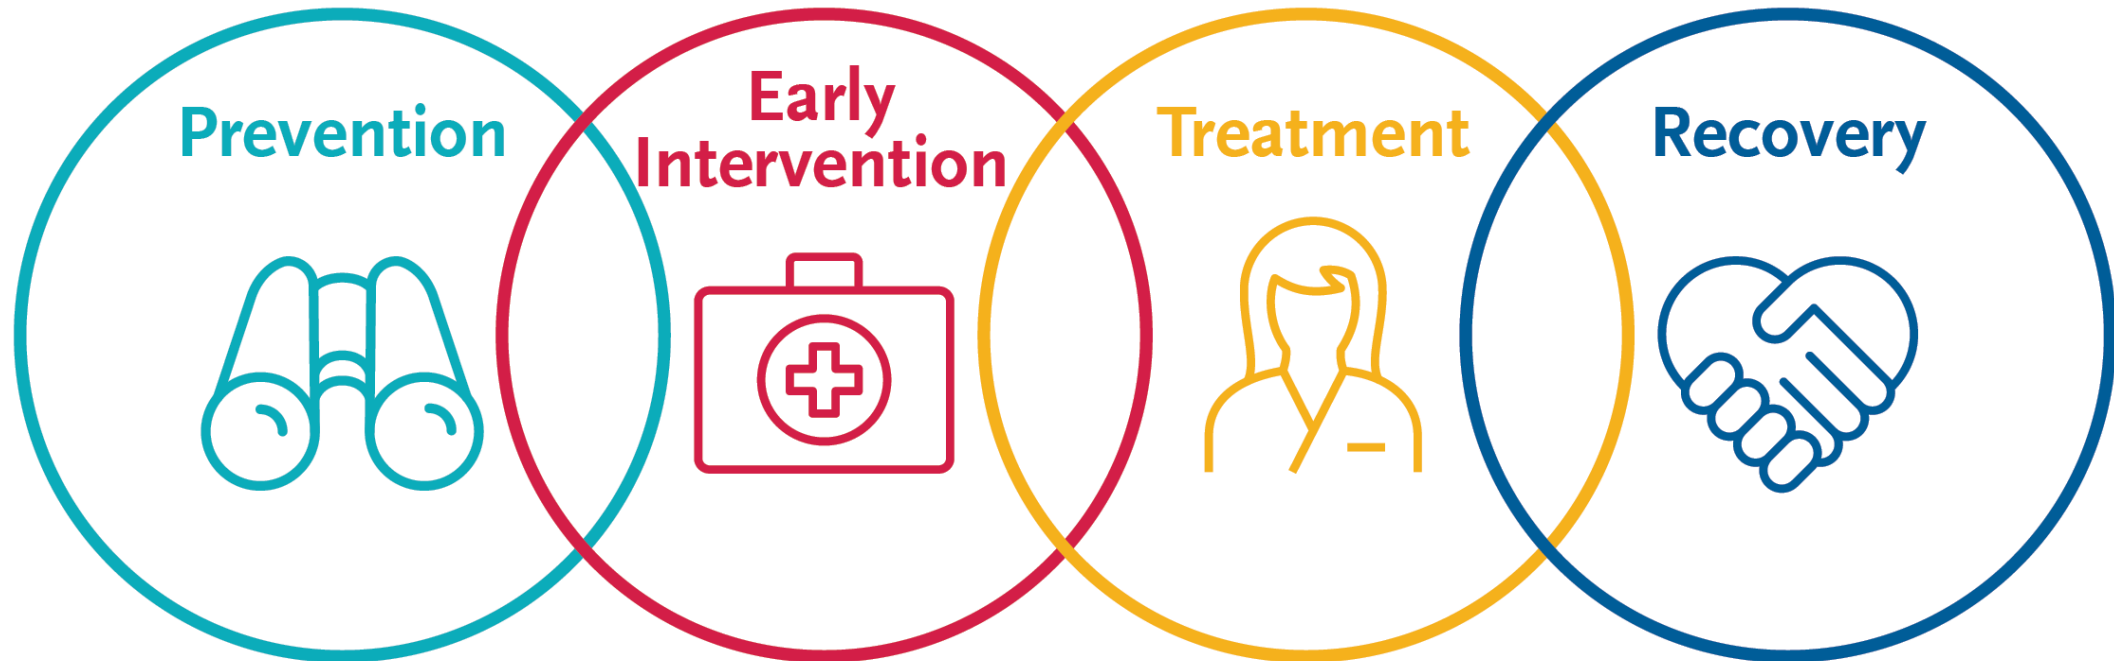 Prevention
Early
Intervention
Treatment
Recovery